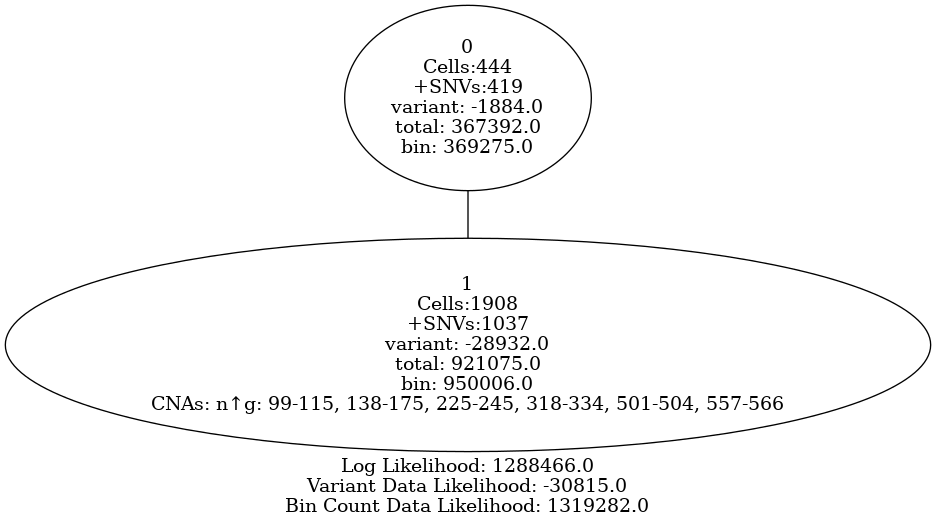 0
Cells:444
+SNVs:419
variant: -1884.0
total: 367392.0
bin: 369275.0
1
Cells:1908
+SNVs:1037
variant: -28932.0
total: 921075.0
bin: 950006.0
CNAs: n↑g: 99-115, 138-175, 225-245, 318-334, 501-504, 557-566
Log Likelihood: 1288466.0
Variant Data Likelihood: -30815.0
Bin Count Data Likelihood: 1319282.0